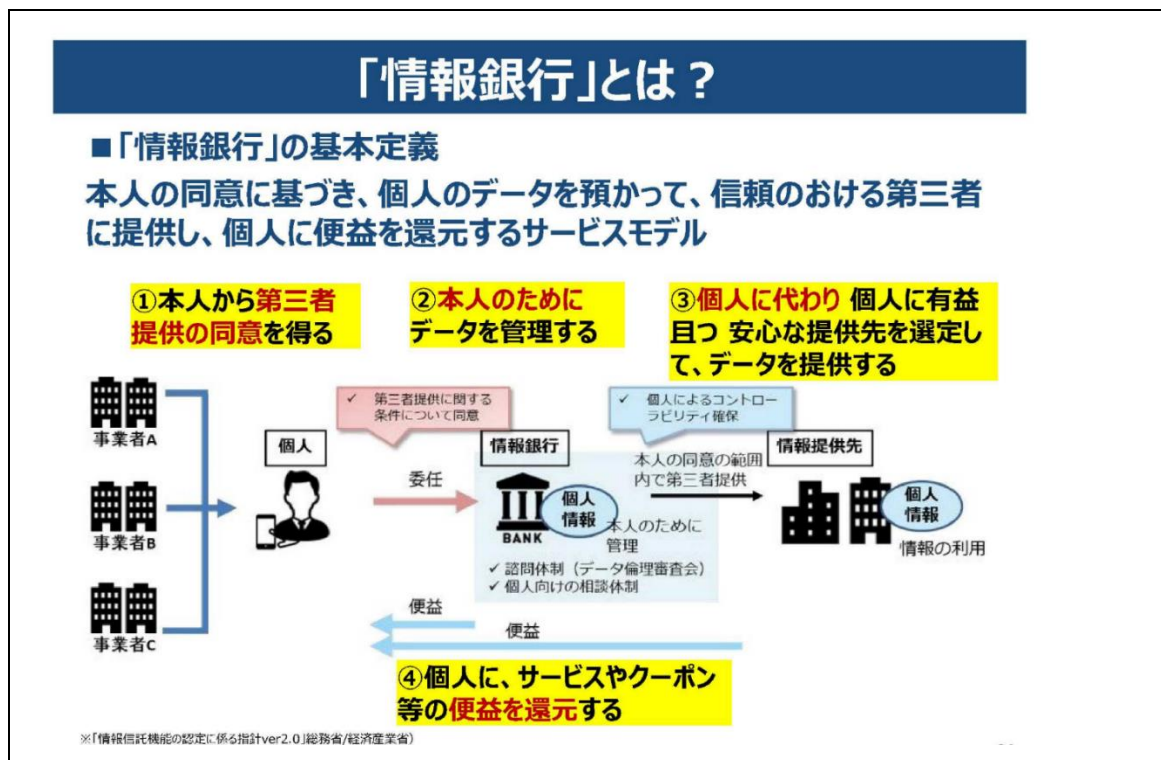 「情報銀行」とは？
■「情報銀行」の基本定義
本人の同意に基づき、個人のデータを預かって、信頼のおける第三者
に提供し、個人に便益を還元するサービスモデル
①本人から第三者
提供の同意を得る
②本人のために
データを管理する
③個人に代わり 個人に有益
且つ 安心な提供先を選定し
て、データを提供する
✓ 第三者提供に関する
条件について同意
✓ 個人によるコントロー
ラビリティ確保
事業者A
個人
情報銀行
情報提供先
委任
本人の同意の範囲
内で第三者提供
BANK
個人
情報
本人のために
管理
個人
情報
情報の利用
事業者B
✓ 諮問体制（データ倫理審査会）
✓ 個人向けの相談体制
事業者C
便益
便益
④個人に、サービスやクーポン
等の便益を還元する
※「情報信託機能の認定に係る指針ver2.0」総務省/経済産業省）